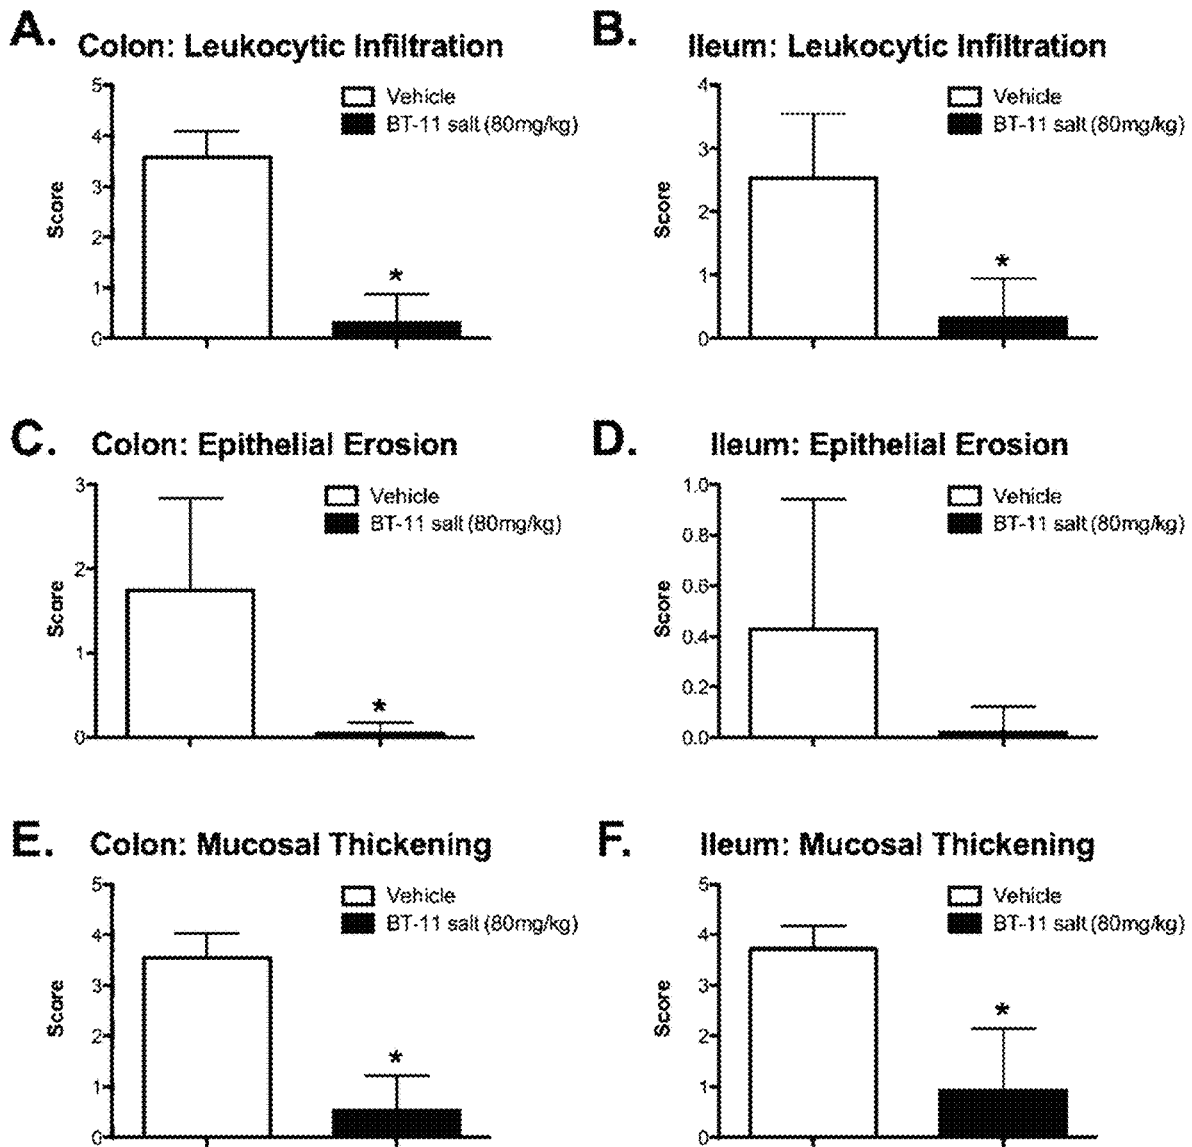 A. Colon: Leukocytic Infiltration
5
4
3
2
1
0
Score
Vehicle
BT-11 salt (80mg/kg)
*
B. Ileum: Leukocytic Infiltration
4
3
2
1
0
Score
Vehicle
BT-11 salt (80mg/kg)
*
C. Colon: Epithelial Erosion
3
2
1
0
Score
Vehicle
BT-11 salt (80mg/kg)
*
D. Ileum: Epithelial Erosion
1.0
0.8
0.6
0.4
0.2
0.0
Score
Vehicle
BT-11 salt (80mg/kg)
E. Colon: Mucosal Thickening
5
4
3
2
1
0
Score
Vehicle
BT-11 salt (80mg/kg)
*
F. Ileum: Mucosal Thickening
5
4
3
2
1
0
Score
Vehicle
BT-11 salt (80mg/kg)
*